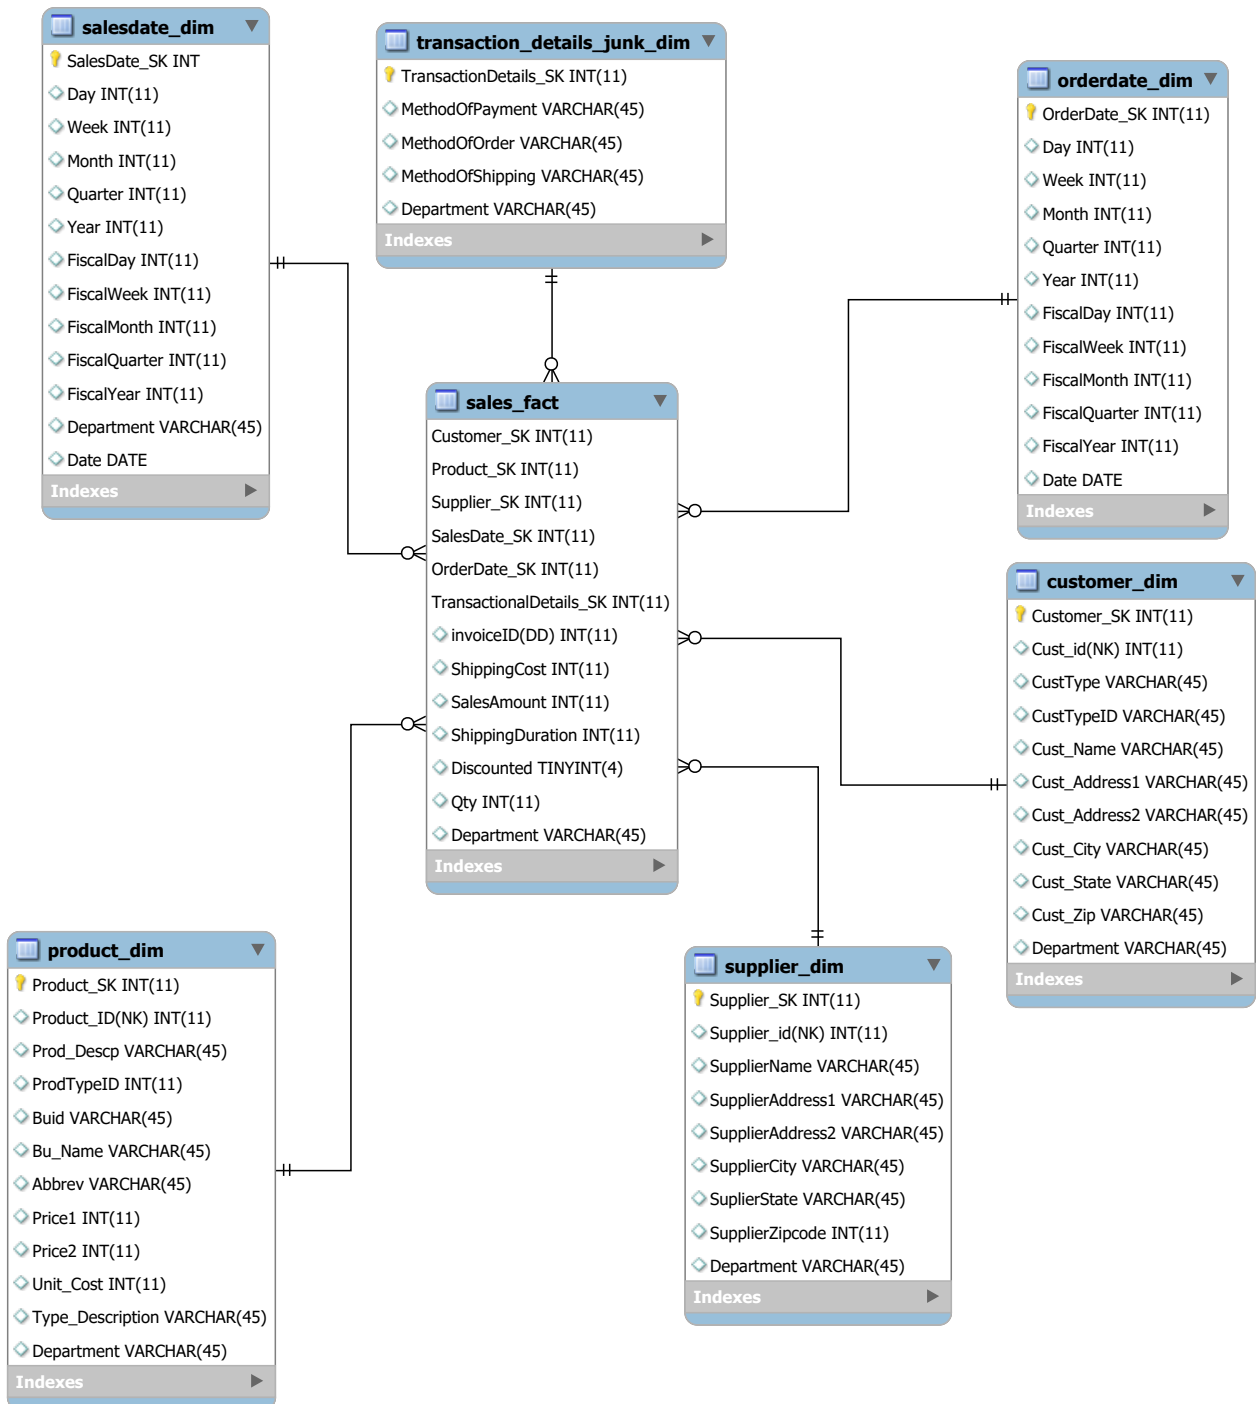 salesdate_dim
SalesDate_SK INT
Day INT(11)
Week INT(11)
Month INT(11)
Quarter INT(11)
Year INT(11)
FiscalDay INT(11)
FiscalWeek INT(11)
FiscalMonth INT(11)
FiscalQuarter INT(11)
FiscalYear INT(11)
Department VARCHAR(45)
Date DATE
Indexes
transaction_details_junk_dim
TransactionDetails_SK INT(11)
MethodOfPayment VARCHAR(45)
MethodOfOrder VARCHAR(45)
MethodOfShipping VARCHAR(45)
Department VARCHAR(45)
Indexes
orderdate_dim
OrderDate_SK INT(11)
Day INT(11)
Week INT(11)
Month INT(11)
Quarter INT(11)
Year INT(11)
FiscalDay INT(11)
FiscalWeek INT(11)
FiscalMonth INT(11)
FiscalQuarter INT(11)
FiscalYear INT(11)
Date DATE
Indexes
sales_fact
Customer_SK INT(11)
Product_SK INT(11)
Supplier_SK INT(11)
SalesDate_SK INT(11)
OrderDate_SK INT(11)
TransactionalDetails_SK INT(11)
invoiceID(DD) INT(11)
ShippingCost INT(11)
SalesAmount INT(11)
ShippingDuration INT(11)
Discounted TINYINT(4)
Qty INT(11)
Department VARCHAR(45)
Indexes
customer_dim
Customer_SK INT(11)
Cust_id(NK) INT(11)
CustType VARCHAR(45)
CustTypeID VARCHAR(45)
Cust_Name VARCHAR(45)
Cust_Address1 VARCHAR(45)
Cust_Address2 VARCHAR(45)
Cust_City VARCHAR(45)
Cust_State VARCHAR(45)
Cust_Zip VARCHAR(45)
Department VARCHAR(45)
Indexes
product_dim
Product_SK INT(11)
Product_ID(NK) INT(11)
Prod_Descp VARCHAR(45)
ProdTypeID INT(11)
Buid VARCHAR(45)
Bu_Name VARCHAR(45)
Abbrev VARCHAR(45)
Price1 INT(11)
Price2 INT(11)
Unit_Cost INT(11)
Type_Description VARCHAR(45)
Department VARCHAR(45)
Indexes
supplier_dim
Supplier_SK INT(11)
Supplier_id(NK) INT(11)
SupplierName VARCHAR(45)
SupplierAddress1 VARCHAR(45)
SupplierAddress2 VARCHAR(45)
SupplierCity VARCHAR(45)
SuplierState VARCHAR(45)
SupplierZipcode INT(11)
Department VARCHAR(45)
Indexes